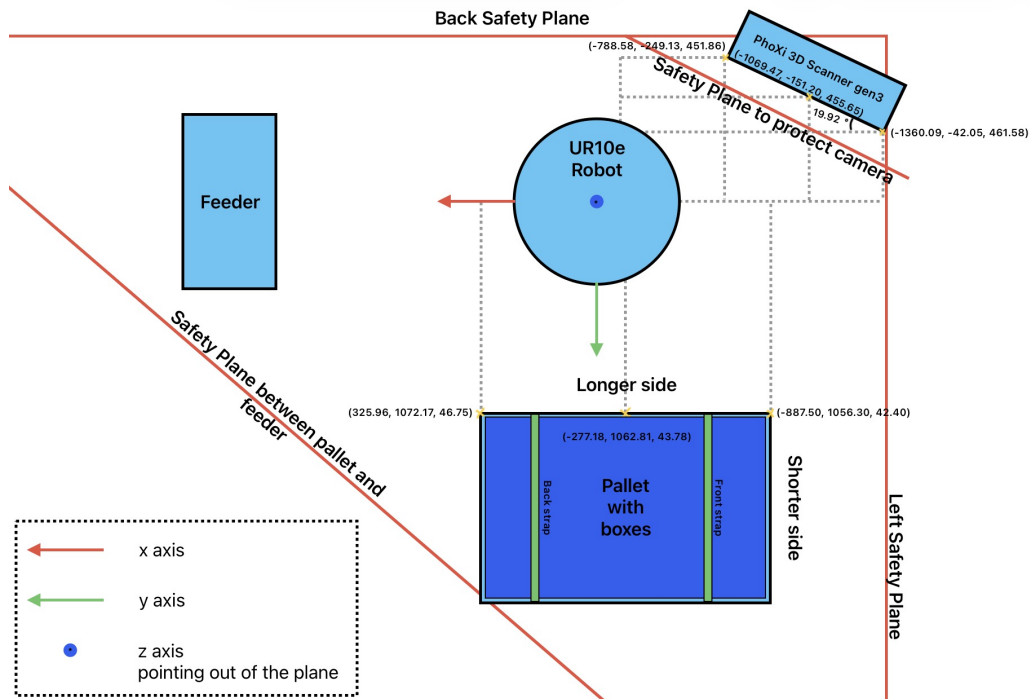 Back Safety Plane
(-788.58, -249.13, 451.86)
PhoXi 3D Scanner gen3
(-1069.47, -151.20, 455.65)
Safety Plane to protect camera
19.92 °
(-1360.09, -42.05, 461.58)
UR10e
Robot
Feeder
Safety Plane between pallet and
feeder
Longer side
(325.96, 1072.17, 46.75)
(-887.50, 1056.30, 42.40)
(-277.18, 1062.81, 43.78)
Back strap
Pallet
with
boxes
Front strap
Shorter side
Left Safety Plane
x axis
y axis
z axis
pointing out of the plane